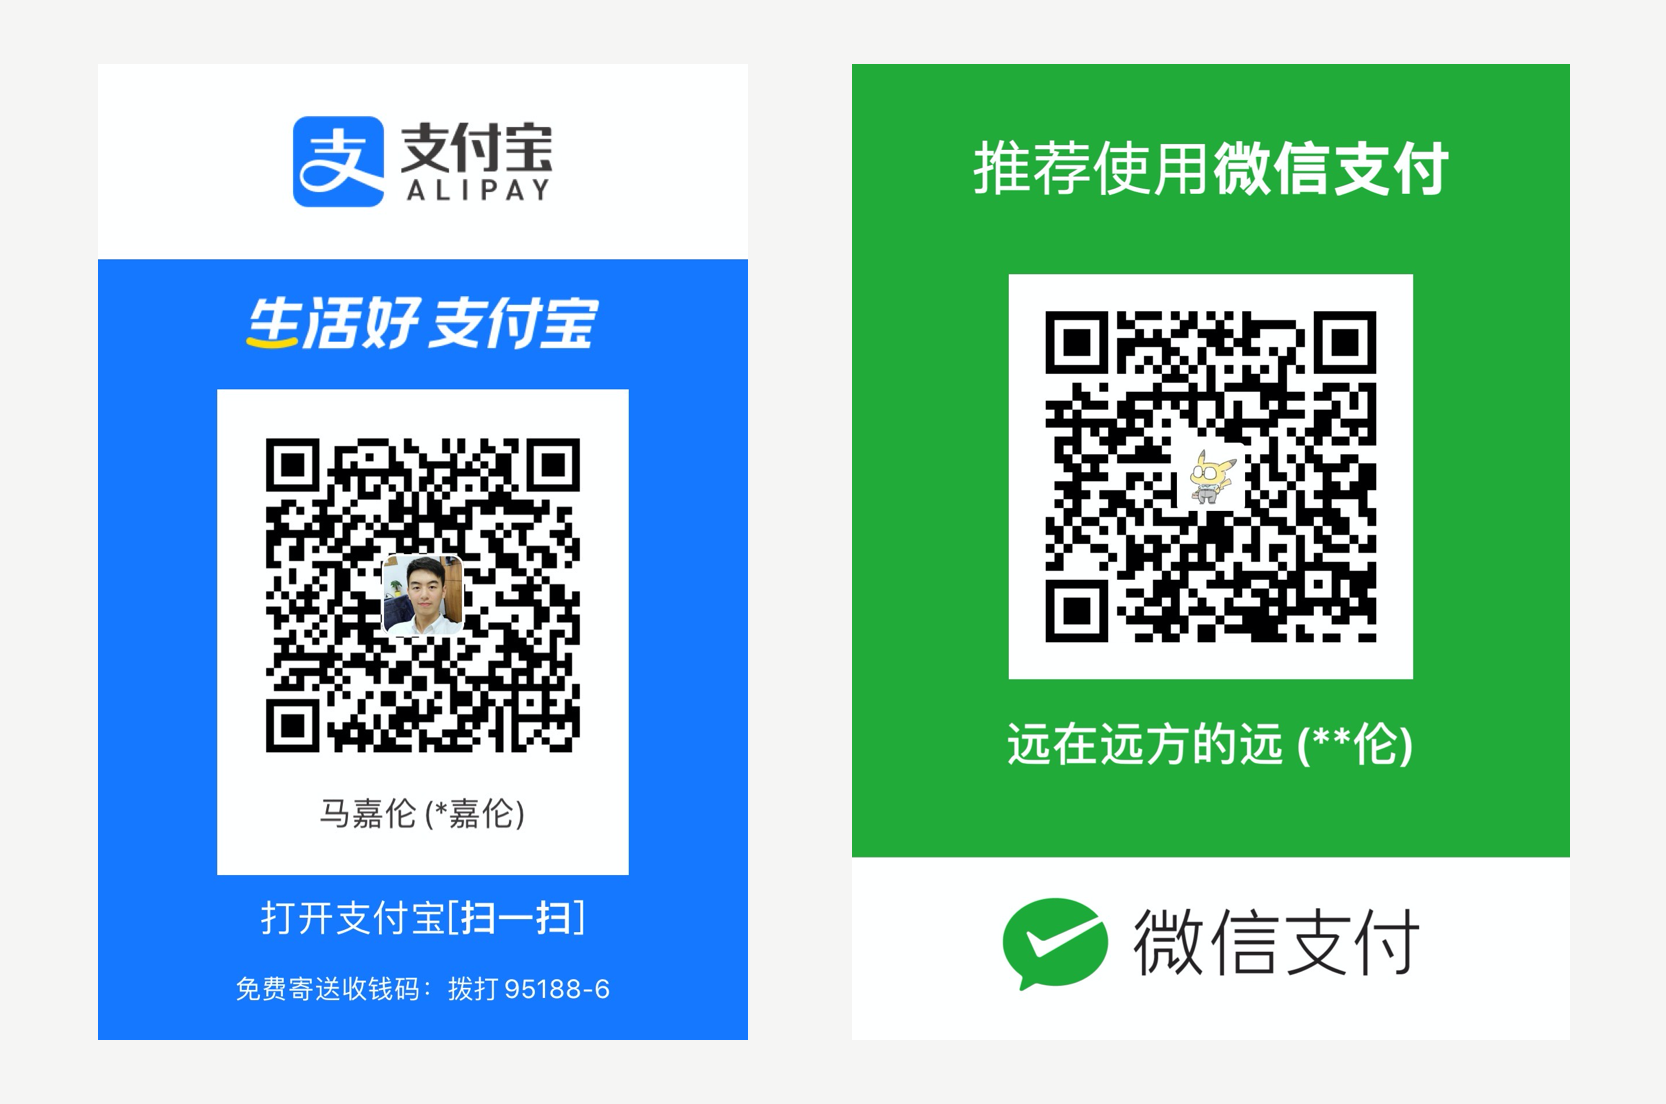 支付宝
ALIPAY
生活好 支付宝
马嘉伦 (*嘉伦)
打开支付宝[扫一扫]
免费寄送收钱码：拨打 95188-6
推荐使用微信支付
远在远方的远 (**伦)
微信支付